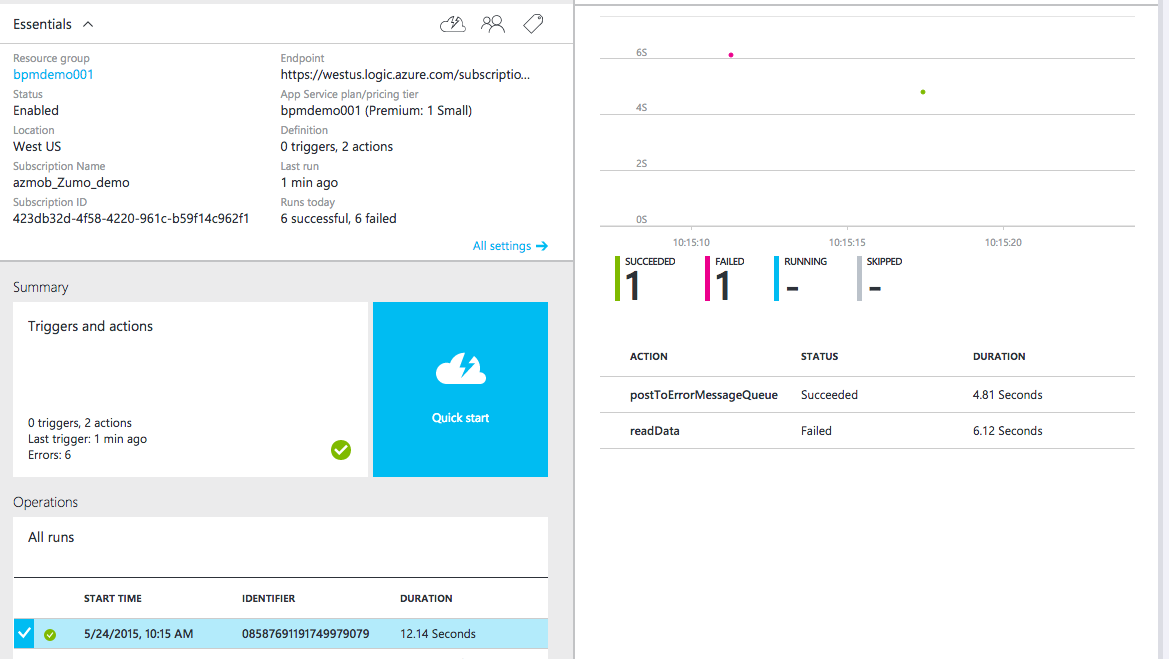 Essentials
Resource group
bpmdemo001
Status
Enabled
Location
West US
Subscription Name
azmob_Zumo_demo
Subscription ID
423db32d-4f58-4220-961c-b59f14c962f1
Endpoint
https://westus.logic.azure.com/subscriptio...
App Service plan/pricing tier
bpmdemo001 (Premium: 1 Small)
Definition
0 triggers, 2 actions
Last run
1 min ago
Runs today
6 successful, 6 failed
All settings →
Summary
Triggers and actions
0 triggers, 2 actions
Last trigger: 1 min ago
Errors: 6
Quick start
Operations
All runs
START TIME IDENTIFIER DURATION
5/24/2015, 10:15 AM 08587691191749979079 12.14 Seconds
6S
4S
2S
0S
10:15:10 10:15:15 10:15:20
SUCCEEDED FAILED RUNNING SKIPPED
1 1 - -
ACTION STATUS DURATION
postToErrorMessageQueue Succeeded 4.81 Seconds
readData Failed 6.12 Seconds